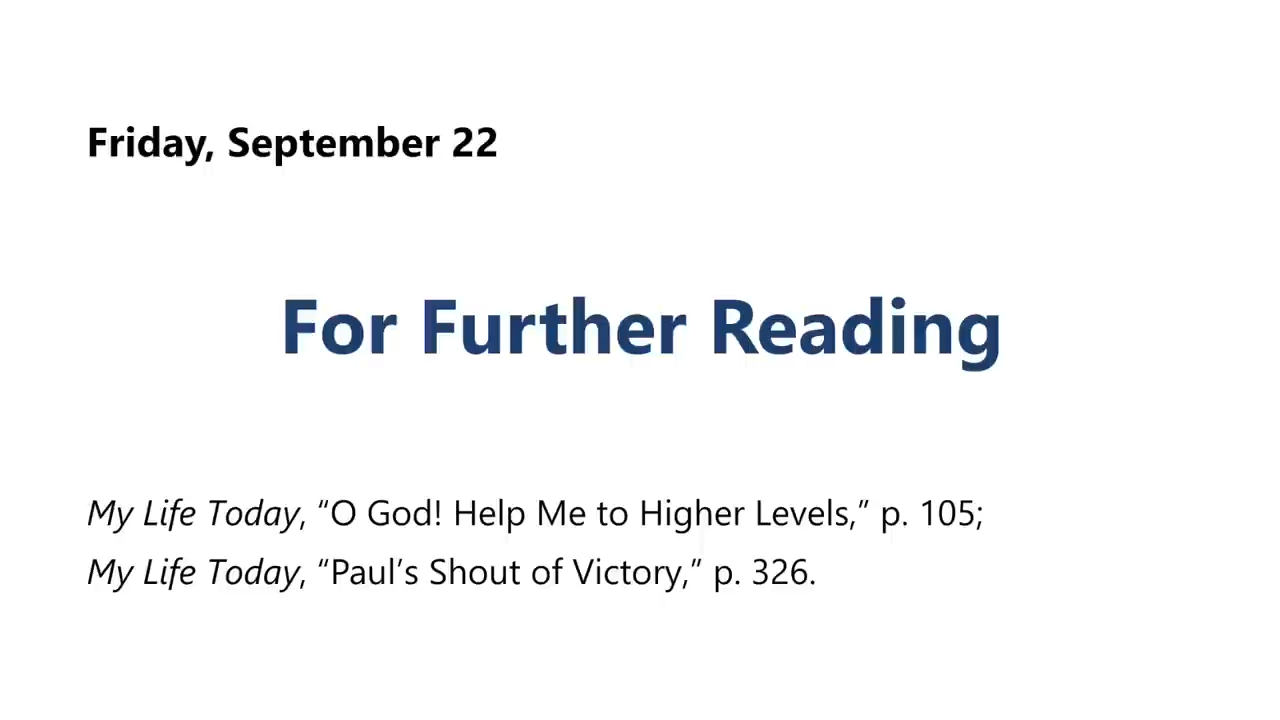 Friday, September 22
For Further Reading
My Life Today, “O God! Help Me to Higher Levels,” p. 105;
My Life Today, “Paul’s Shout of Victory,” p. 326.